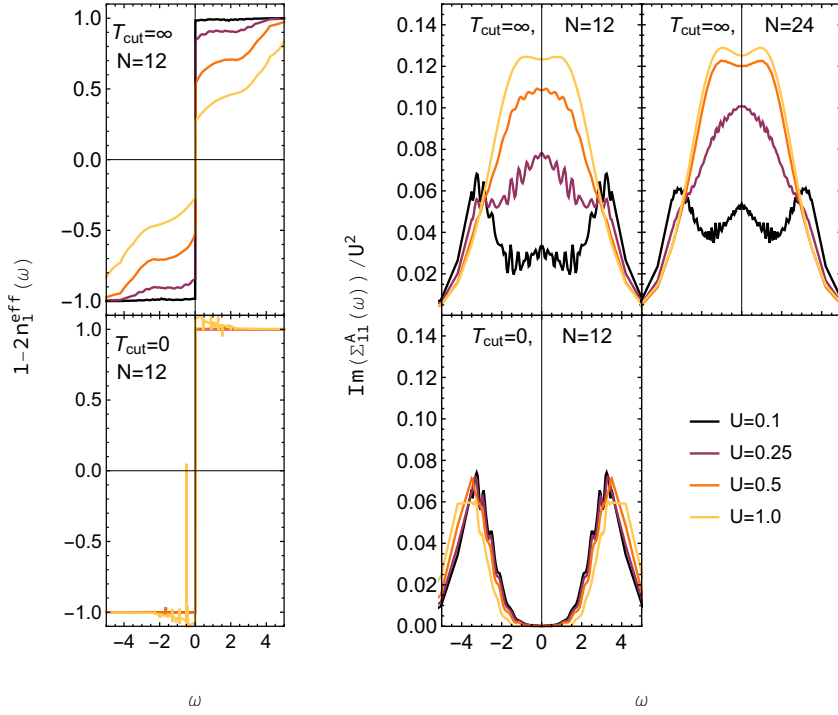 T_cut=∞
N=12
1.0
0.5
0.0
−0.5
−1.0
1−2n_1^eff(ω)
T_cut=0
N=12
1.0
0.5
0.0
−0.5
−1.0
−4 −2 0 2 4
ω
T_cut=∞, N=12
T_cut=∞, N=24
0.14
0.12
0.10
0.08
0.06
0.04
0.02
Im(Σ_11^A(ω))/U^2
T_cut=0, N=12
0.14
0.12
0.10
0.08
0.06
0.04
0.02
0.00
−4 −2 0 2 4
ω
U=0.1
U=0.25
U=0.5
U=1.0